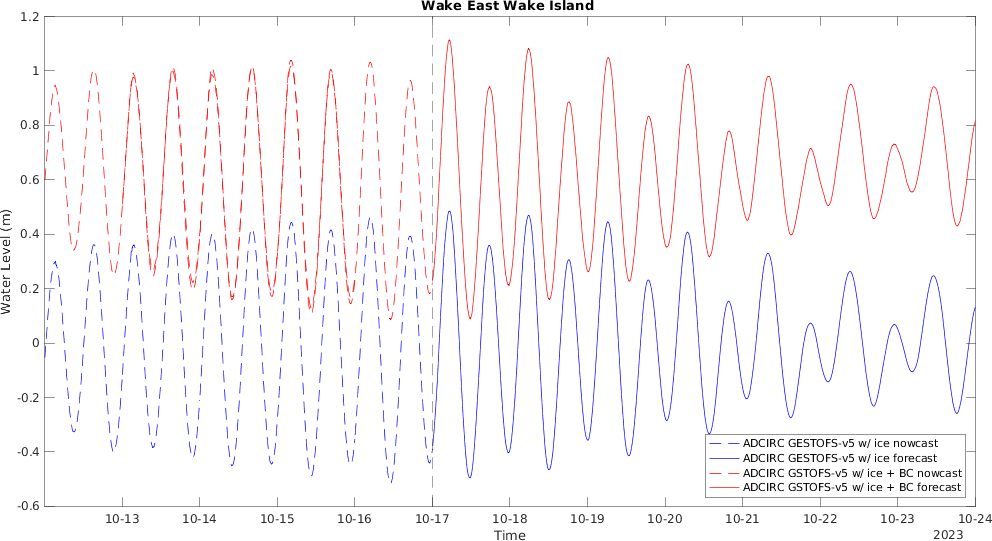 Wake East Wake Island
1.2
1
0.8
0.6
0.4
0.2
0
-0.2
-0.4
-0.6
Water Level (m)
10-13 10-14 10-15 10-16 10-17 10-18 10-19 10-20 10-21 10-22 10-23 10-24
Time
2023
ADCIRC GESTOFS-v5 w/ ice nowcast
ADCIRC GESTOFS-v5 w/ ice forecast
ADCIRC GSTOFS-v5 w/ ice + BC nowcast
ADCIRC GSTOFS-v5 w/ ice + BC forecast